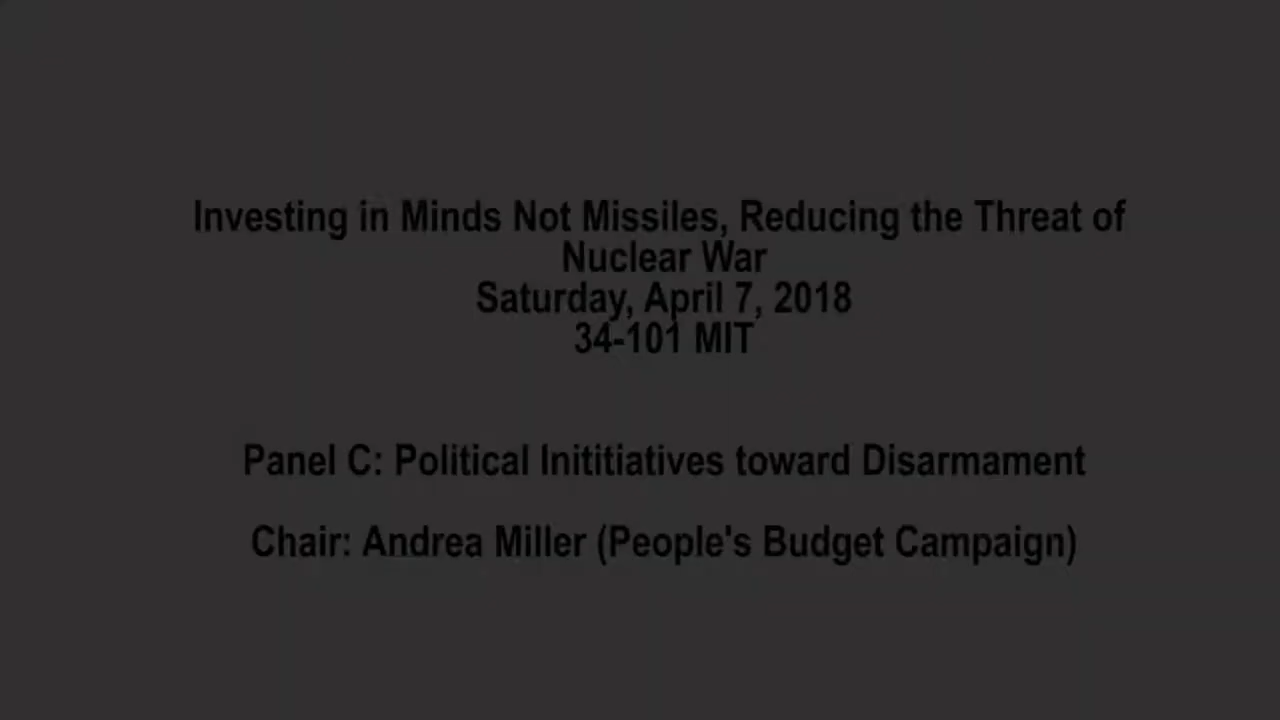 Investing in Minds Not Missiles, Reducing the Threat of
Nuclear War
Saturday, April 7, 2018
34-101 MIT
Panel C: Political Inititiatives toward Disarmament
Chair: Andrea Miller (People's Budget Campaign)